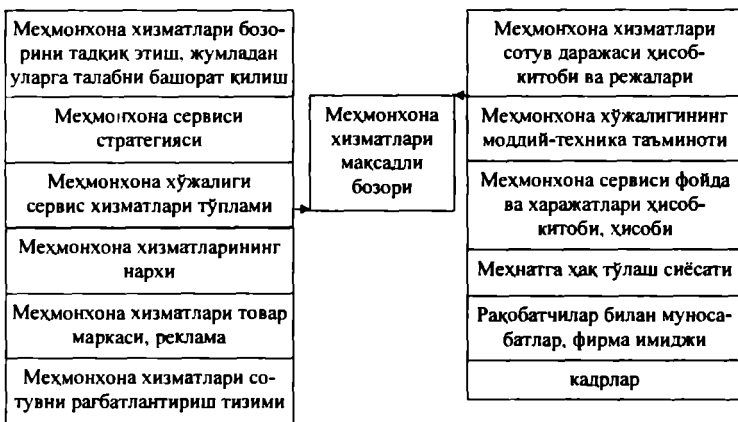 Меҳмонхона хизматлари бозо-
рини тадқиқ этиш, жумладан
уларга талабни башорат қилиш
Меҳмонхона сервиси
стратегияси
Меҳмонхона хўжалиги
сервис хизматлари тўплами
Меҳмонхона хизматларининг
нархи
Меҳмонхона хизматлари товар
маркаси, реклама
Меҳмонхона хизматлари со-
тувни рағбатлантириш тизими
Меҳмонхона
хизматлари
мақсадли
бозори
Меҳмонхона хизматлари
сотув даражаси ҳисоб-
китоби ва режалари
Меҳмонхона хўжалигининг
моддий-техника таъминоти
Меҳмонхона сервиси фойда
ва харажатлари ҳисоб-
китоби, ҳисоби
Меҳнатга ҳақ тўлаш сиёсати
Рақобатчилар билан муноса-
батлар, фирма имиджи
кадрлар